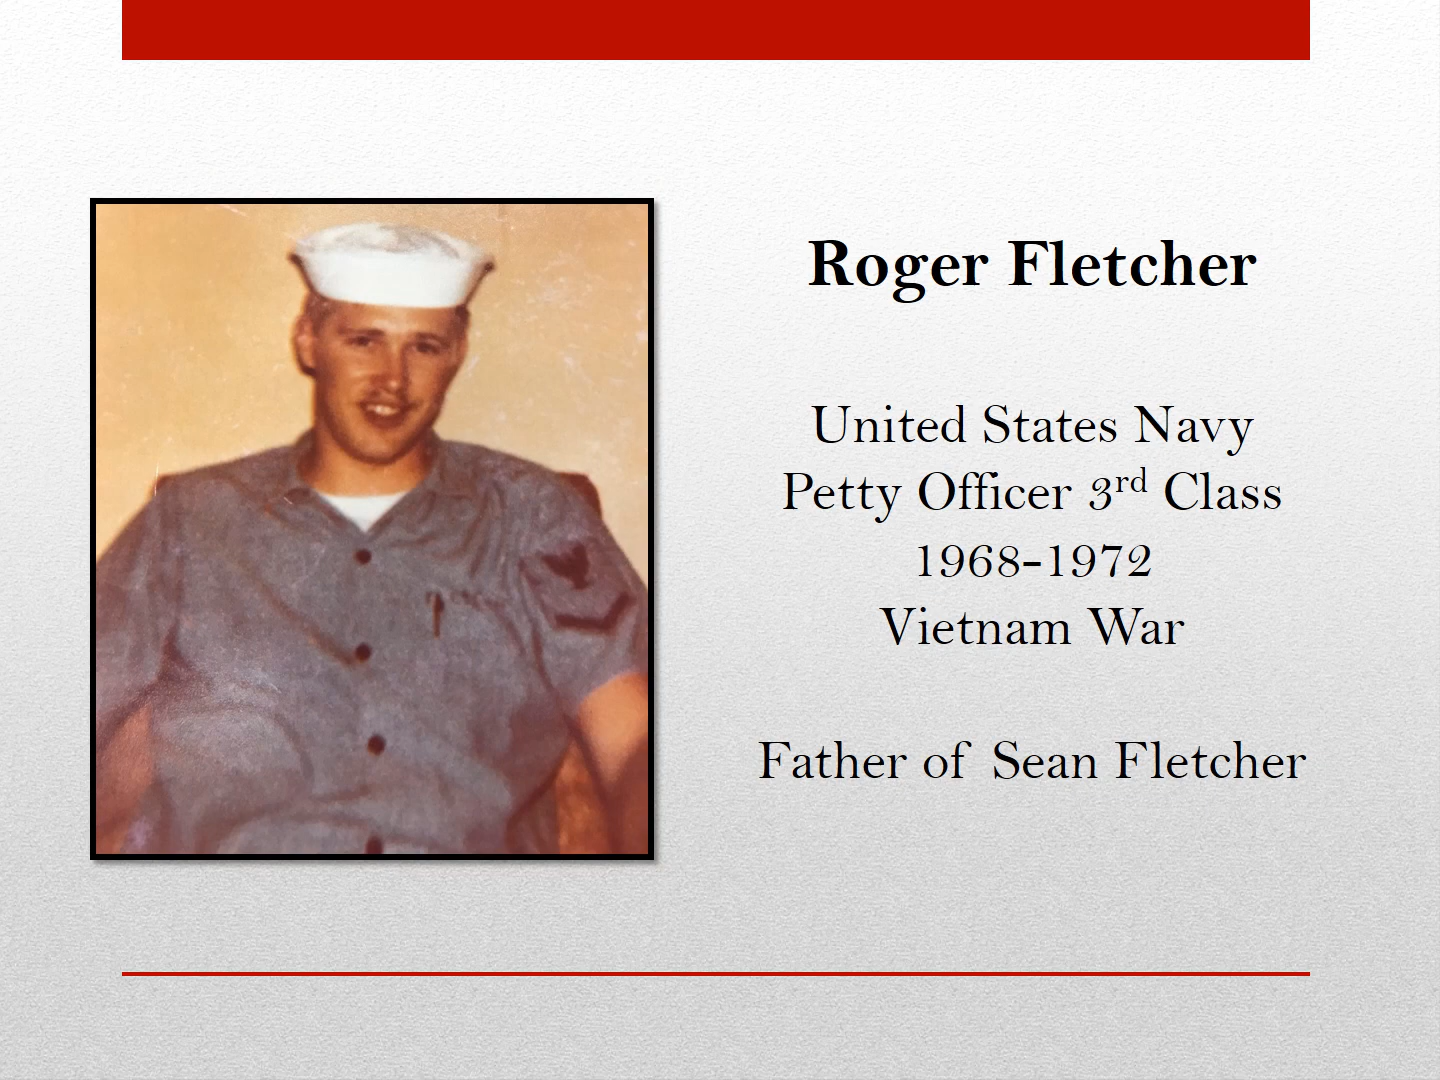 Roger Fletcher
United States Navy
Petty Officer 3rd Class
1968-1972
Vietnam War
Father of Sean Fletcher